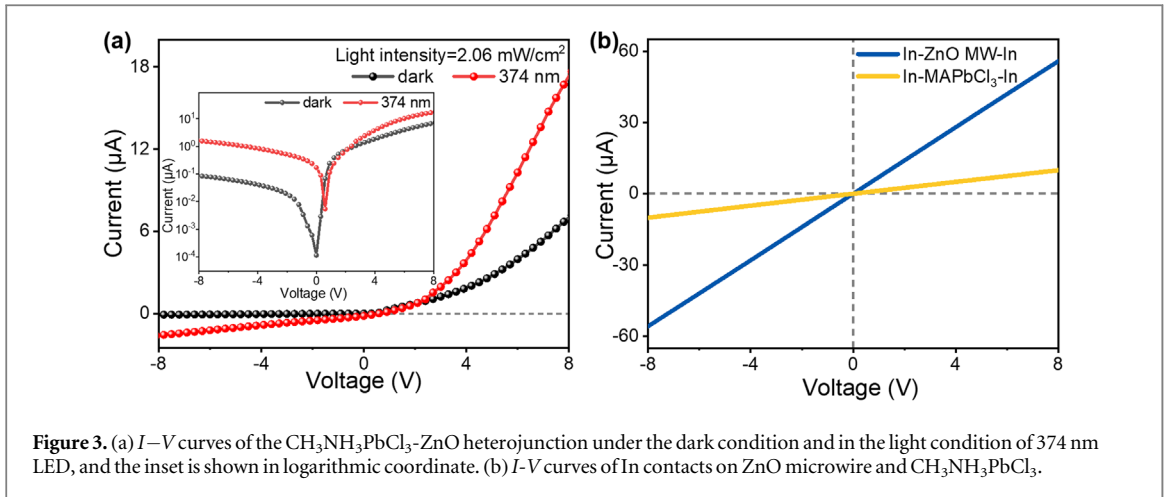 (a)
Light intensity=2.06 mW/cm²
dark 374 nm
18
12
6
0
Current (µA)
-8 -4 0 4 8
Voltage (V)
dark 374 nm
10¹
10⁰
10⁻¹
10⁻²
10⁻³
10⁻⁴
Current (µA)
-8 -4 0 4 8
Voltage (V)
(b)
In-ZnO MW-In
In-MAPbCl₃-In
60
30
0
-30
-60
Current (µA)
-8 -4 0 4 8
Voltage (V)
Figure 3. (a) I−V curves of the CH₃NH₃PbCl₃-ZnO heterojunction under the dark condition and in the light condition of 374 nm
LED, and the inset is shown in logarithmic coordinate. (b) I-V curves of In contacts on ZnO microwire and CH₃NH₃PbCl₃.